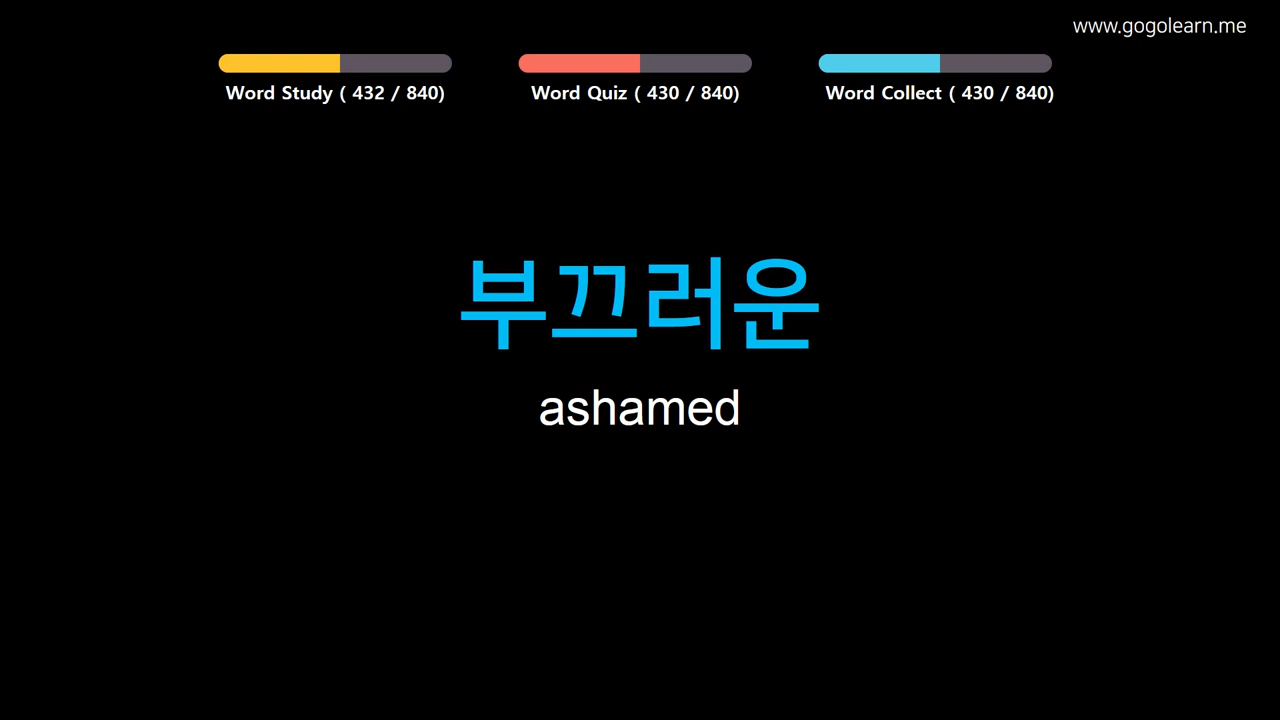 www.gogolearn.me
Word Study ( 432 / 840)
Word Quiz ( 430 / 840)
Word Collect ( 430 / 840)
부끄러운
ashamed